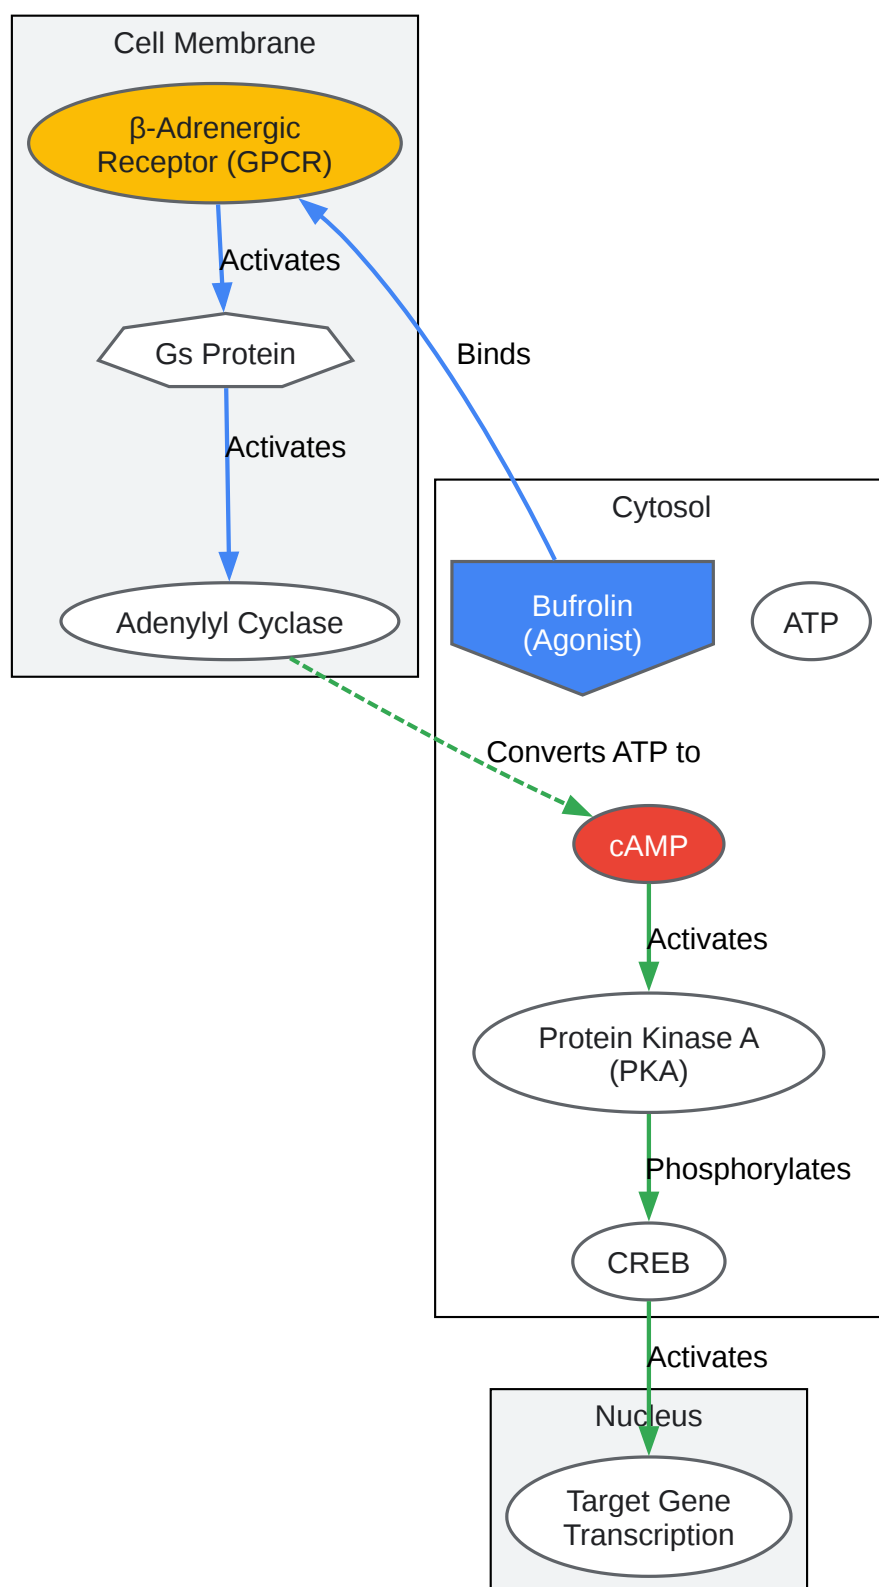 Cell Membrane
β-Adrenergic
Receptor (GPCR)
Activates
Gs Protein
Binds
Activates
Cytosol
Adenylyl Cyclase
Bufrolin
(Agonist)
ATP
Converts ATP to
cAMP
Activates
Protein Kinase A
(PKA)
Phosphorylates
CREB
Activates
Nucleus
Target Gene
Transcription